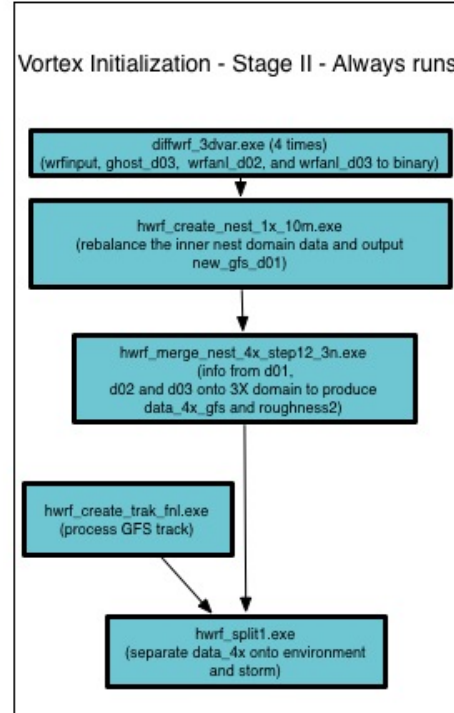 Vortex Initialization - Stage II - Always runs
diffwrf_3dvar.exe (4 times)
(wrfinput, ghost_d03, wrfanl_d02, and wrfanl_d03 to binary)
hwrf_create_nest_1x_10m.exe
(rebalance the inner nest domain data and output
new_gfs_d01)
hwrf_merge_nest_4x_step12_3n.exe
(info from d01,
d02 and d03 onto 3X domain to produce
data_4x_gfs and roughness2)
hwrf_create_trak_fnl.exe
(process GFS track)
hwrf_split1.exe
(separate data_4x onto environment
and storm)